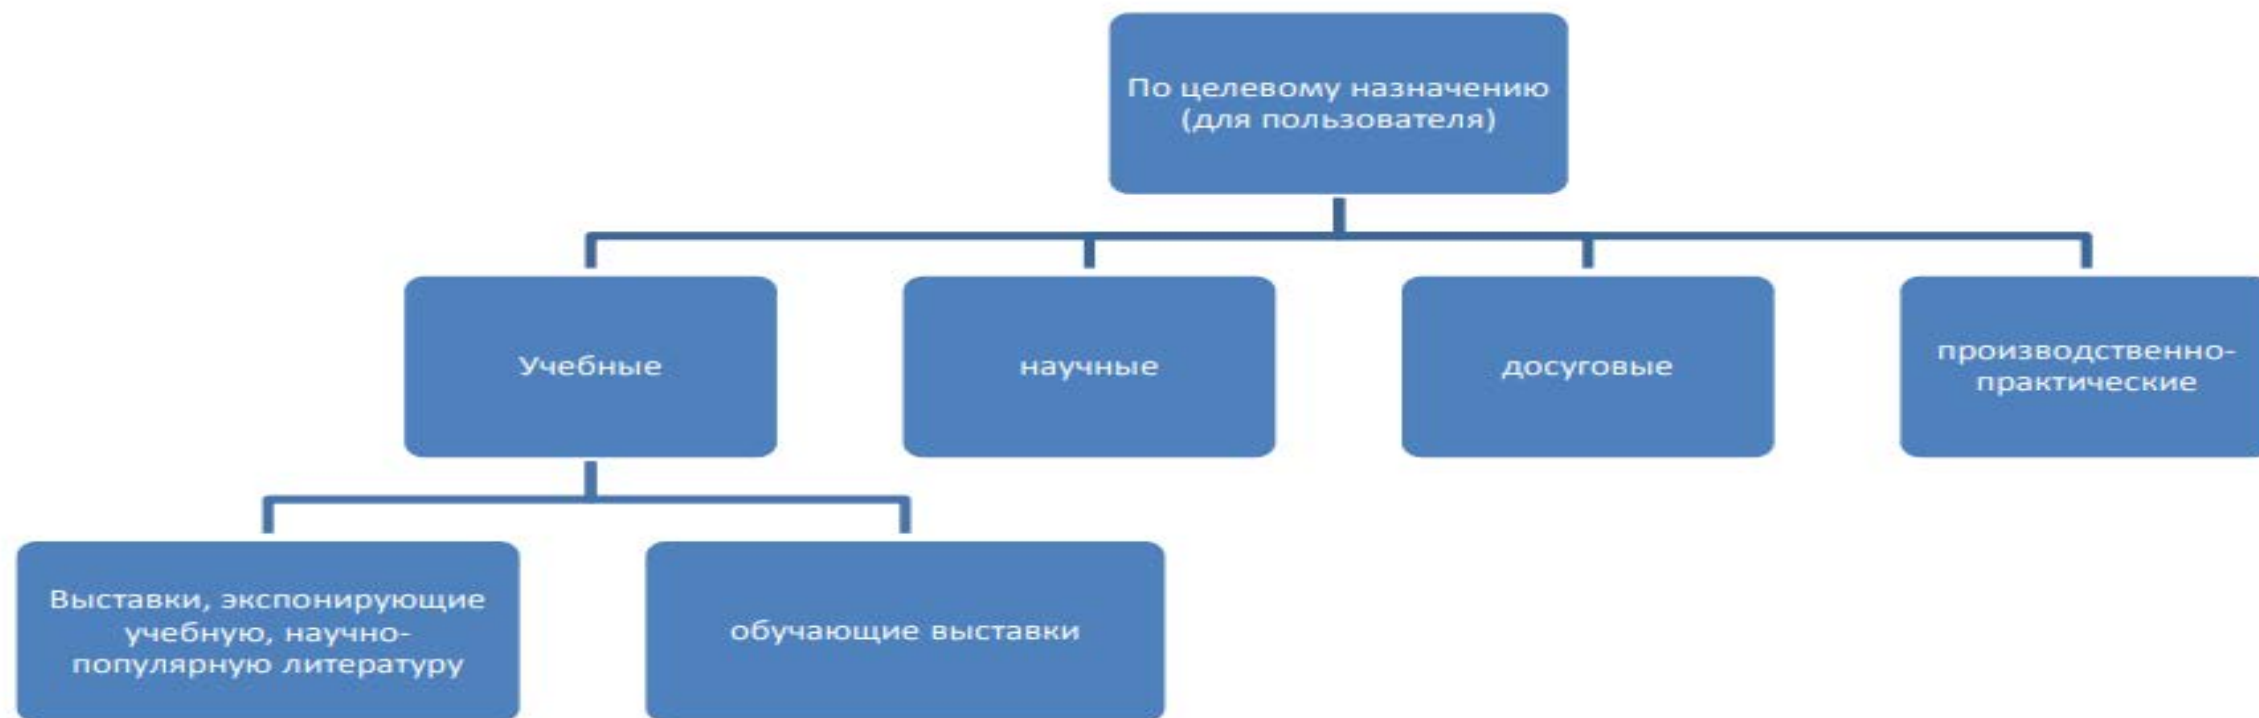 По целевому назначению
(для пользователя)
Учебные
научные
досуговые
производственно-
практические
Выставки, экспонирующие
учебную, научно-
популярную литературу
обучающие выставки